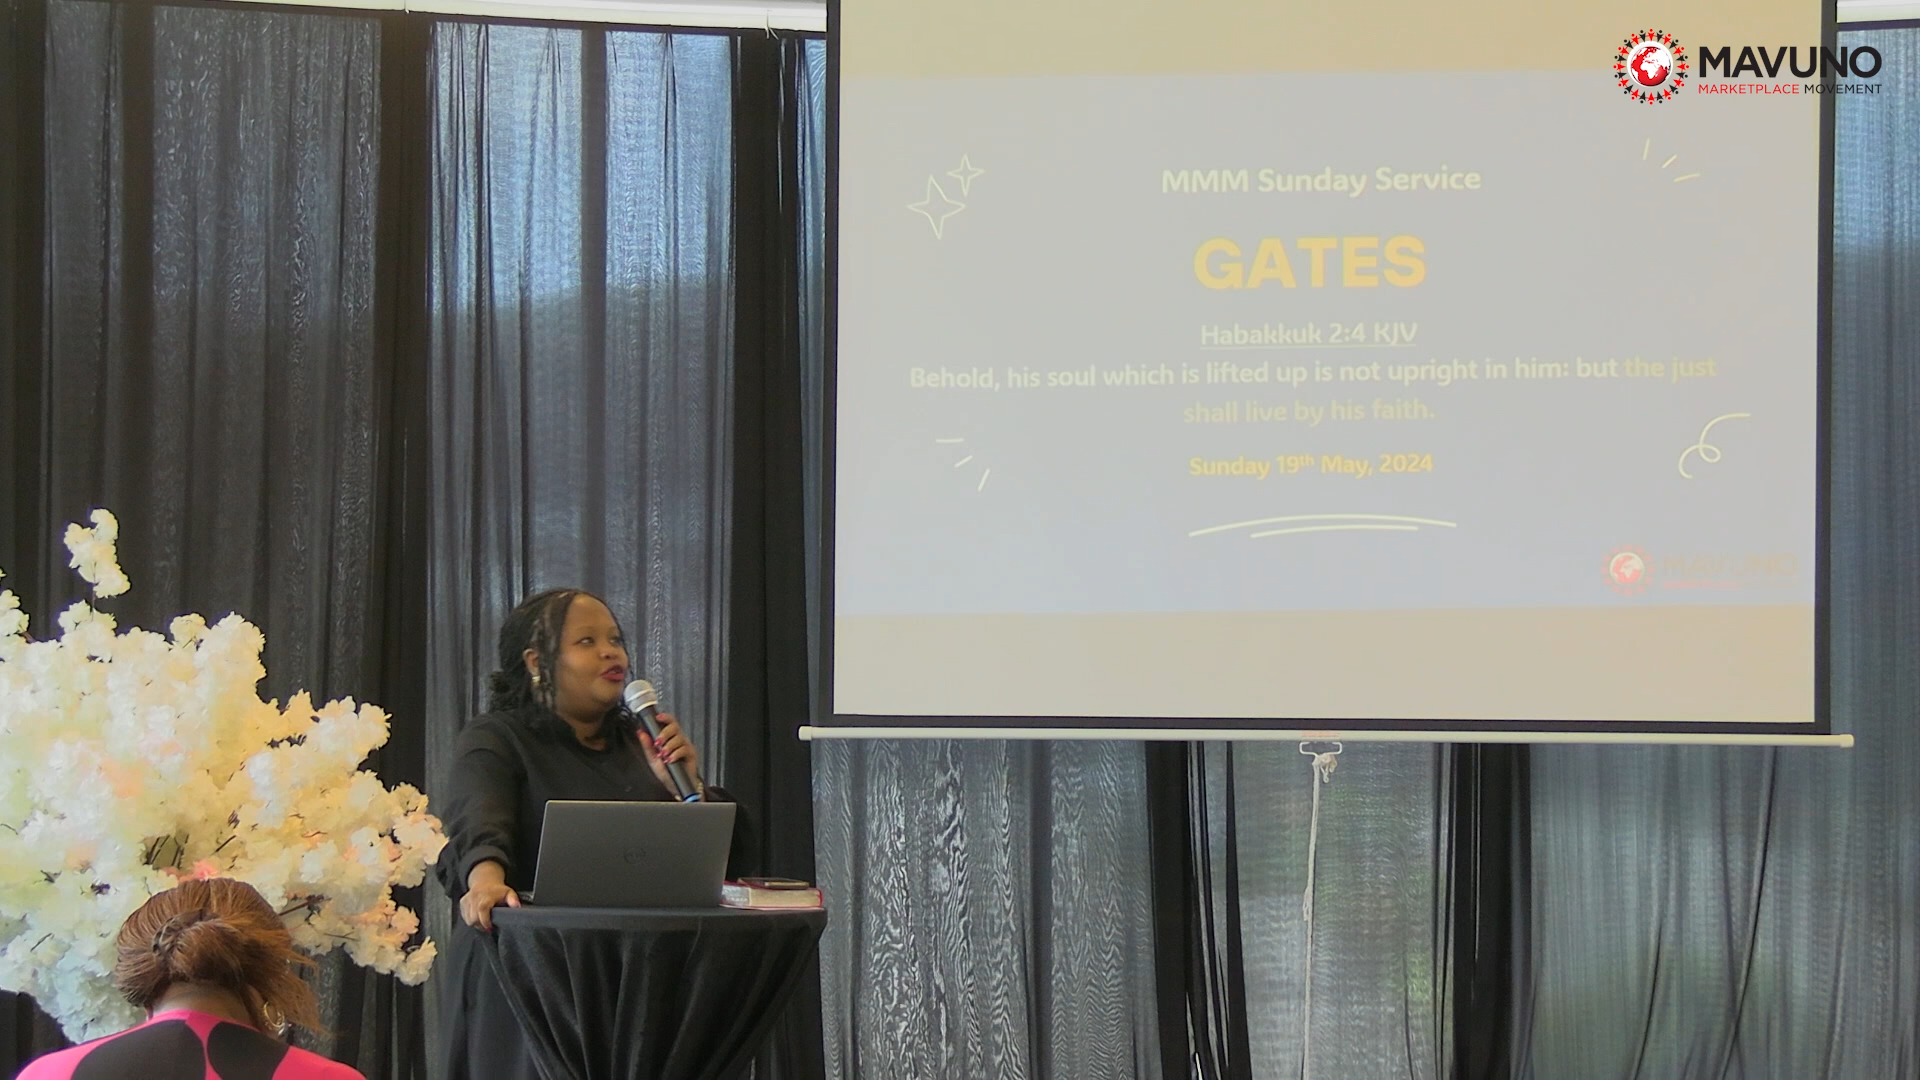 MAVUNO
MARKETPLACE MOVEMENT
MMM Sunday Service
GATES
Habakkuk 2:4 KJV
Behold, his soul which is lifted up is not upright in him: but the just
shall live by his faith.
Sunday 19th May, 2024
MAVUNO